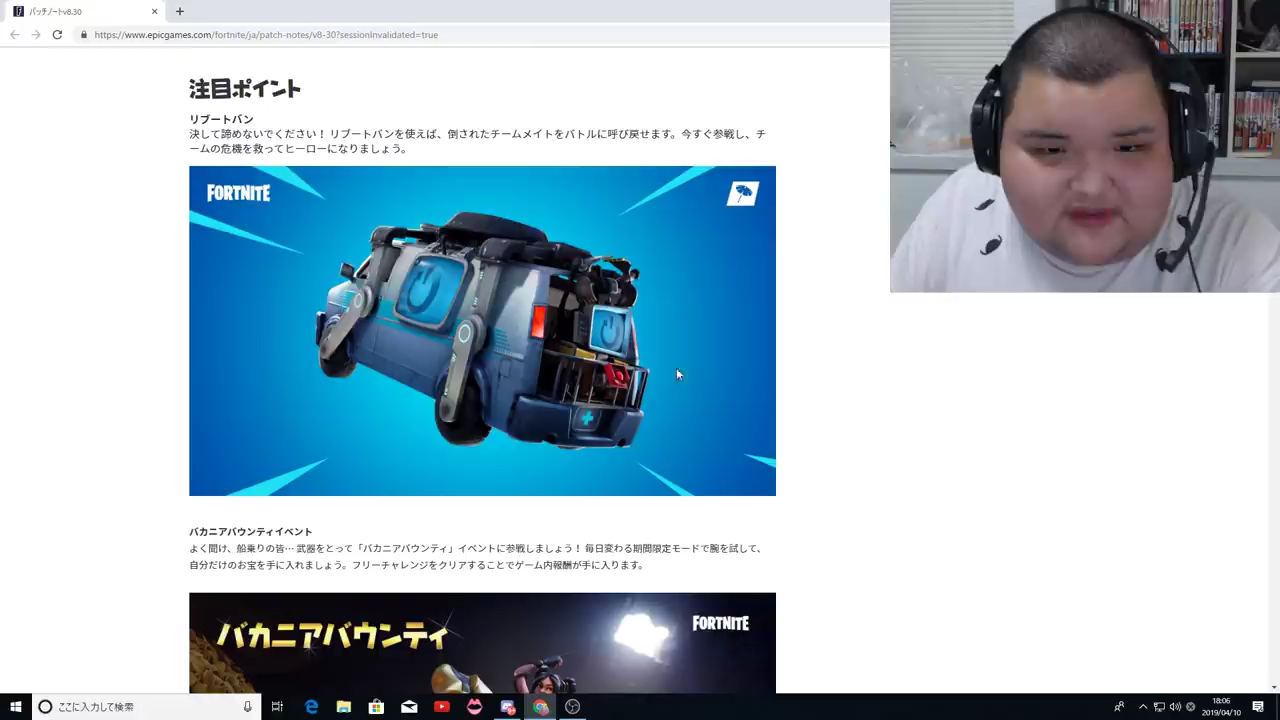 パッチノートv8.30
https://www.epicgames.com/fortnite/ja/patch-notes/v8-30?sessionInvalidated=true
注目ポイント
リブートバン
決して諦めないでください！ リブートバンを使えば、倒されたチームメイトをバトルに呼び戻せます。今すぐ参戦し、チ
ームの危機を救ってヒーローになりましょう。
FORTNITE
バカニアバウンティイベント
よく聞け、船乗りの皆… 武器をとって「バカニアバウンティ」イベントに参戦しましょう！ 毎日変わる期間限定モードで腕を試して、
自分だけのお宝を手に入れましょう。フリーチャレンジをクリアすることでゲーム内報酬が手に入ります。
バカニアバウンティ
FORTNITE
ここに入力して検索
18:06
2019/04/10